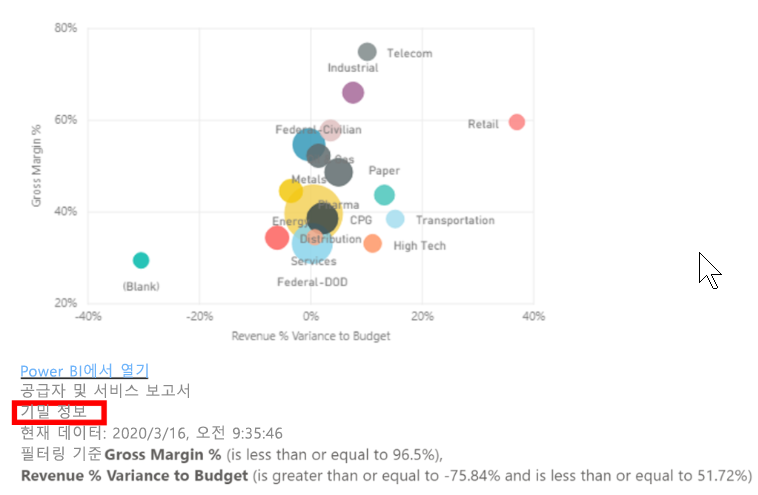 80%
Telecom
Industrial
60%
Retail
Federal-Civilian
Gas
Paper
Metals
Pharma
40%
Energy
CPG
Transportation
Distribution
High Tech
Services
(Blank)
Federal-DOD
20%
-40%
-20%
0%
20%
40%
Gross Margin %
Revenue % Variance to Budget
Power BI에서 열기
공급자 및 서비스 보고서
기밀 정보
현재 데이터: 2020/3/16, 오전 9:35:46
필터링 기준 Gross Margin % (is less than or equal to 96.5%),
Revenue % Variance to Budget (is greater than or equal to -75.84% and is less than or equal to 51.72%)